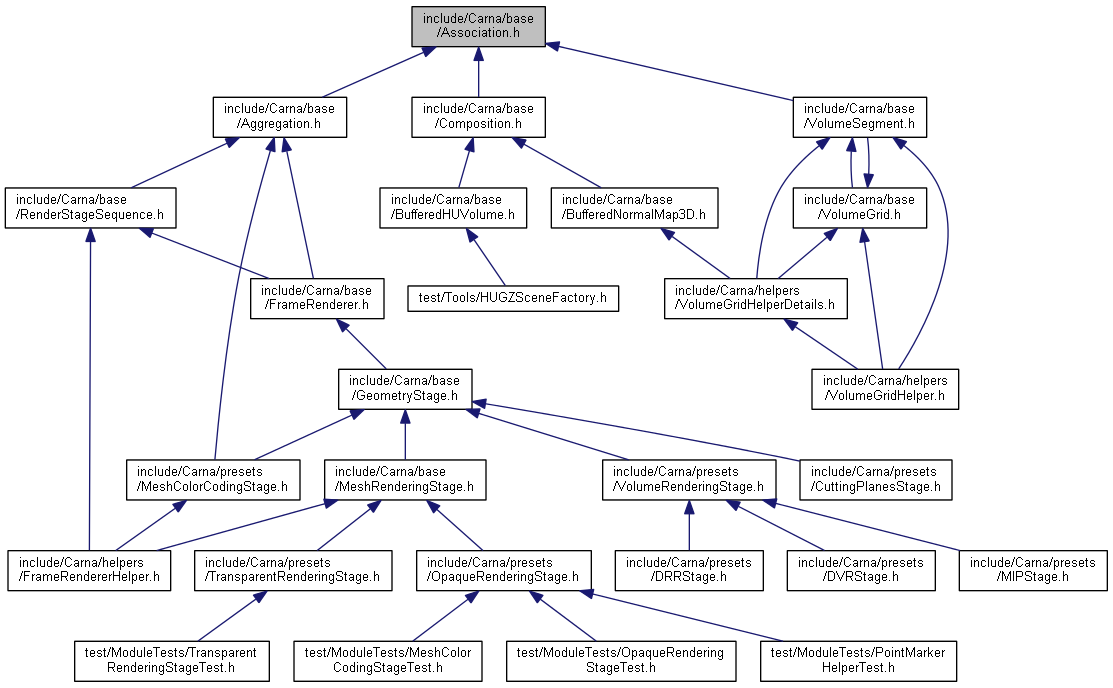 include/Carna/base
/Association.h
include/Carna/base
/Aggregation.h
include/Carna/base
/Composition.h
include/Carna/base
/VolumeSegment.h
include/Carna/base
/RenderStageSequence.h
include/Carna/base
/BufferedHUVolume.h
include/Carna/base
/BufferedNormalMap3D.h
include/Carna/base
/VolumeGrid.h
include/Carna/base
/FrameRenderer.h
test/Tools/HUGZSceneFactory.h
include/Carna/helpers
/VolumeGridHelperDetails.h
include/Carna/base
/GeometryStage.h
include/Carna/helpers
/VolumeGridHelper.h
include/Carna/presets
/MeshColorCodingStage.h
include/Carna/base
/MeshRenderingStage.h
include/Carna/presets
/VolumeRenderingStage.h
include/Carna/presets
/CuttingPlanesStage.h
include/Carna/helpers
/FrameRendererHelper.h
include/Carna/presets
/TransparentRenderingStage.h
include/Carna/presets
/OpaqueRenderingStage.h
include/Carna/presets
/DRRStage.h
include/Carna/presets
/DVRStage.h
include/Carna/presets
/MIPStage.h
test/ModuleTests/Transparent
RenderingStageTest.h
test/ModuleTests/MeshColor
CodingStageTest.h
test/ModuleTests/OpaqueRendering
StageTest.h
test/ModuleTests/PointMarker
HelperTest.h